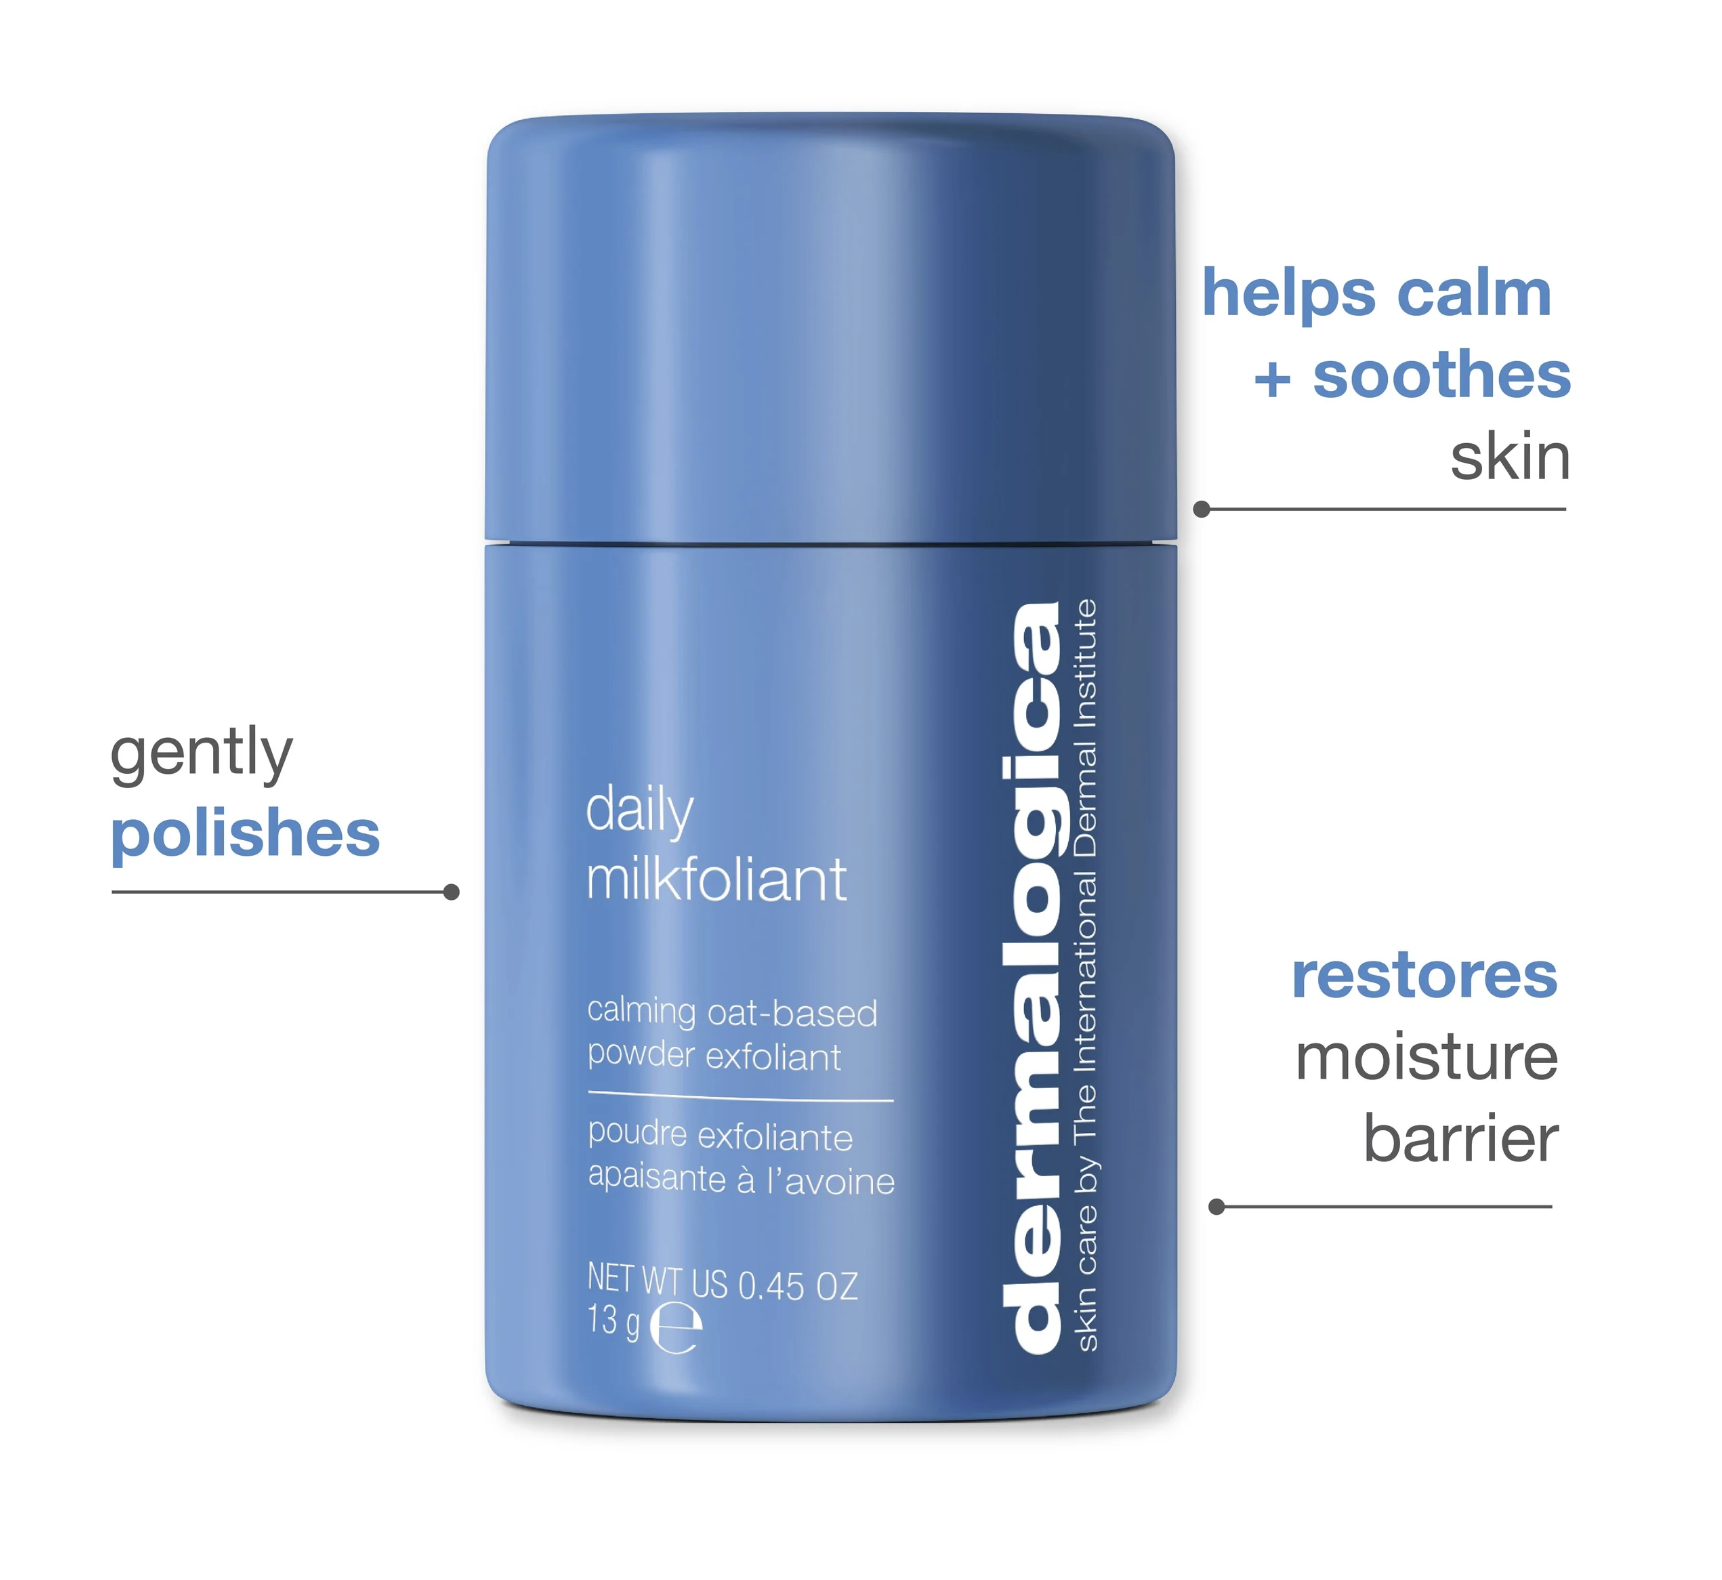 helps calm
+ soothes
skin
gently
polishes
daily
milkfoliant
calming oat-based
powder exfoliant
poudre exfoliante
apaisante à l’avoine
NET WT US 0.45 OZ
13 g ℮
dermalogica
skin care by The International Dermal Institute
restores
moisture
barrier